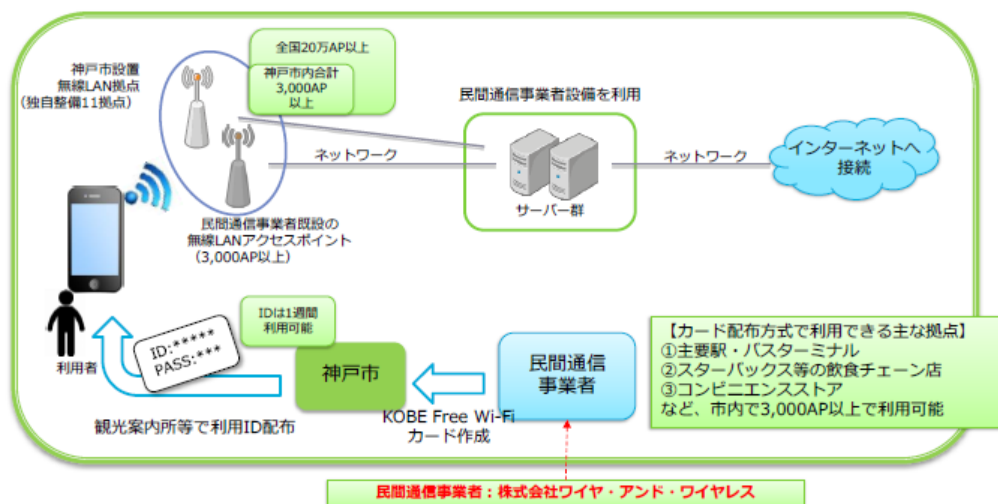 神戸市設置
無線LAN拠点
（独自整備11拠点）
全国20万AP以上
神戸市内合計
3,000AP
以上
民間通信事業者設備を利用
ネットワーク
ネットワーク
インターネットへ
接続
サーバー群
民間通信事業者既設の
無線LANアクセスポイント
（3,000AP以上）
利用者
ID:*****
PASS:***
IDは1週間
利用可能
神戸市
民間通信
事業者
KOBE Free Wi-Fi
カード作成
観光案内所等で利用ID配布
【カード配布方式で利用できる主な拠点】
①主要駅・バスターミナル
②スターバックス等の飲食チェーン店
③コンビニエンスストア
など、市内で3,000AP以上で利用可能
民間通信事業者：株式会社ワイヤ・アンド・ワイヤレス